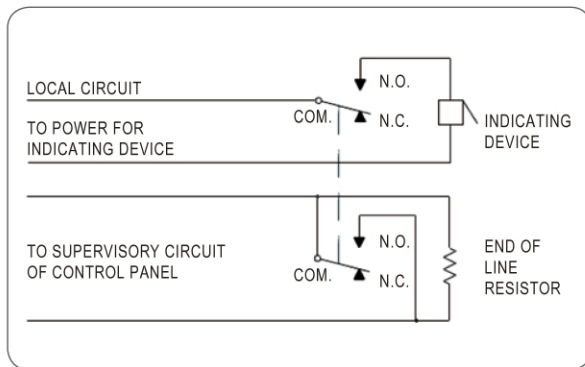 LOCAL CIRCUIT
N.O.
COM.
N.C.
TO POWER FOR
INDICATING DEVICE
INDICATING
DEVICE
TO SUPERVISORY CIRCUIT
OF CONTROL PANEL
N.O.
COM.
N.C.
END OF
LINE
RESISTOR